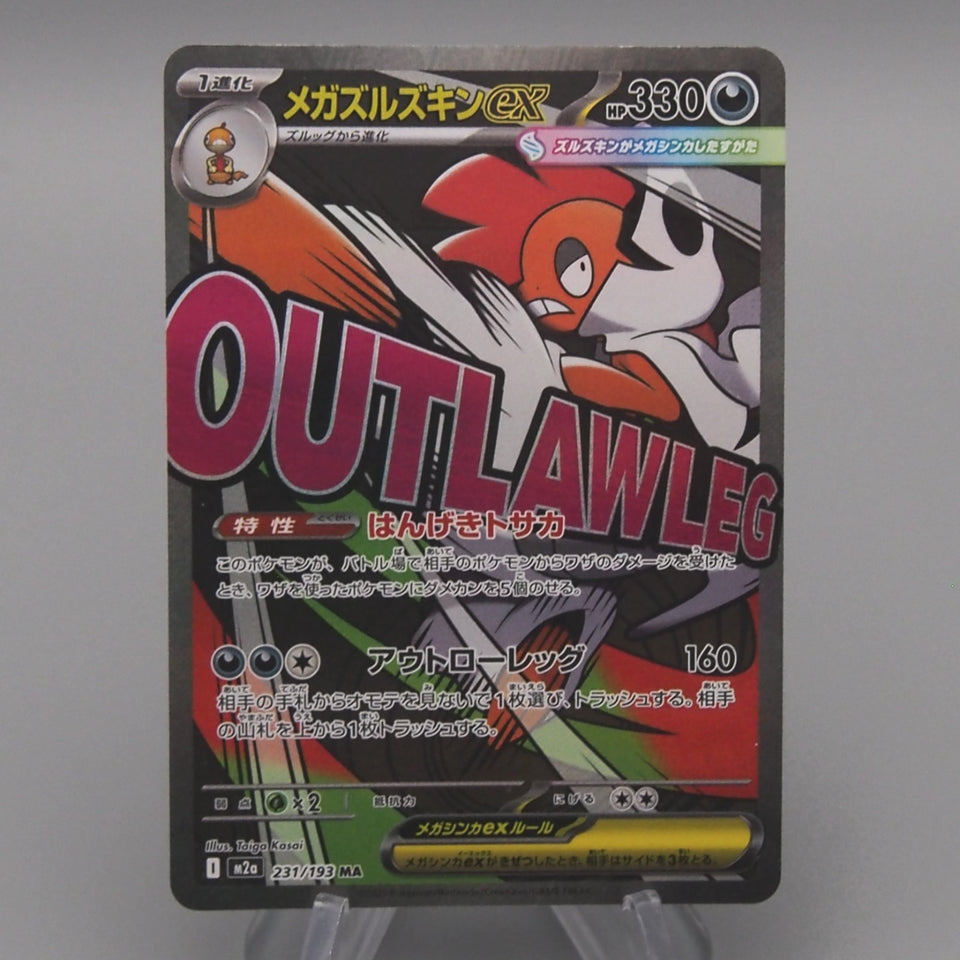 1進化
メガズルズキンex
HP330
ズルッグから進化
ズルズキンがメガシンカしたすがた
OUTLAWLEG
特性
とくせい
はんげきトサカ
このポケモンが、バトル場で相手のポケモンからワザのダメージを受けた
とき、ワザを使ったポケモンにダメカンを5個のせる。
アウトローレッグ 160
相手の手札からオモテを見ないで1枚選び、トラッシュする。相手
の山札を上から1枚トラッシュする。
弱点 ×2 抵抗力 にげる
メガシンカexルール
メガシンカexがきぜつしたとき、相手はサイドを3枚とる。
Illus. Taiga Kasai
I m2a 231/193 MA